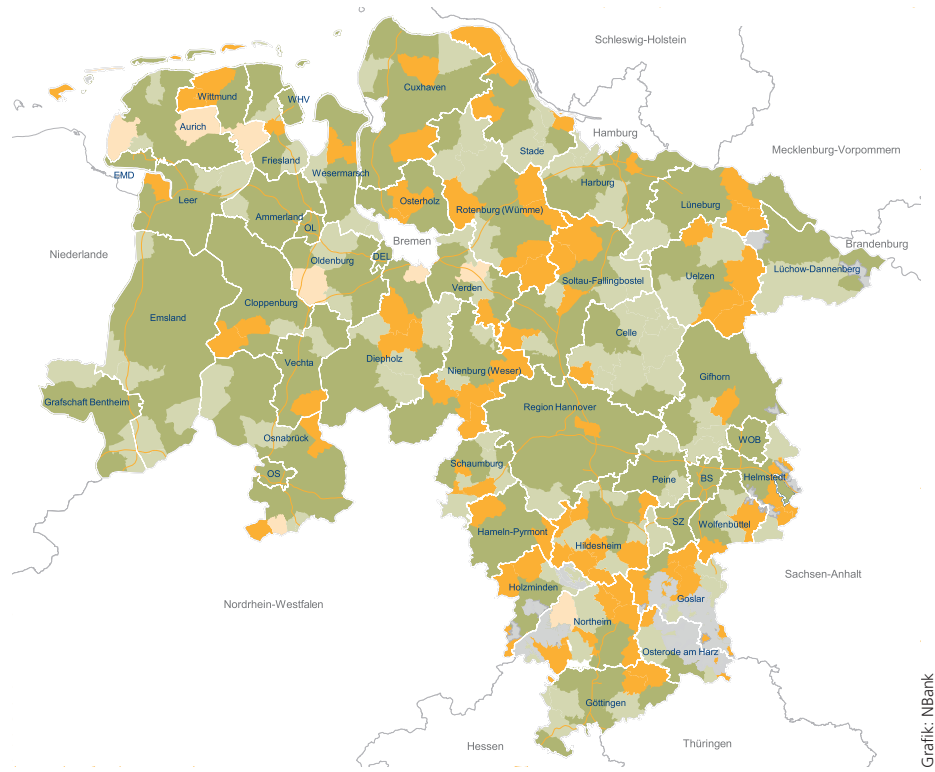 Schleswig-Holstein
Cuxhaven
Wittmund
WHV
Aurich
Hamburg
Mecklenburg-Vorpommern
Stade
Friesland
Wesermarsch
EMD
Leer
Harburg
Osterholz
Rotenburg (Wümme)
Lüneburg
Ammerland
OL
Bremen
Brandenburg
Niederlande
DEL
Oldenburg
Lüchow-Dannenberg
Uelzen
Soltau-Fallingbostel
Verden
Cloppenburg
Emsland
Celle
Diepholz
Vechta
Nienburg (Weser)
Gifhorn
Grafschaft Bentheim
Region Hannover
Osnabrück
WOB
Schaumburg
OS
Peine
BS
Helmstedt
SZ
Wolfenbüttel
Hameln-Pyrmont
Hildesheim
Sachsen-Anhalt
Holzminden
Goslar
Nordrhein-Westfalen
Northeim
Osterode am Harz
Göttingen
Hessen
Thüringen
Grafik: NBank